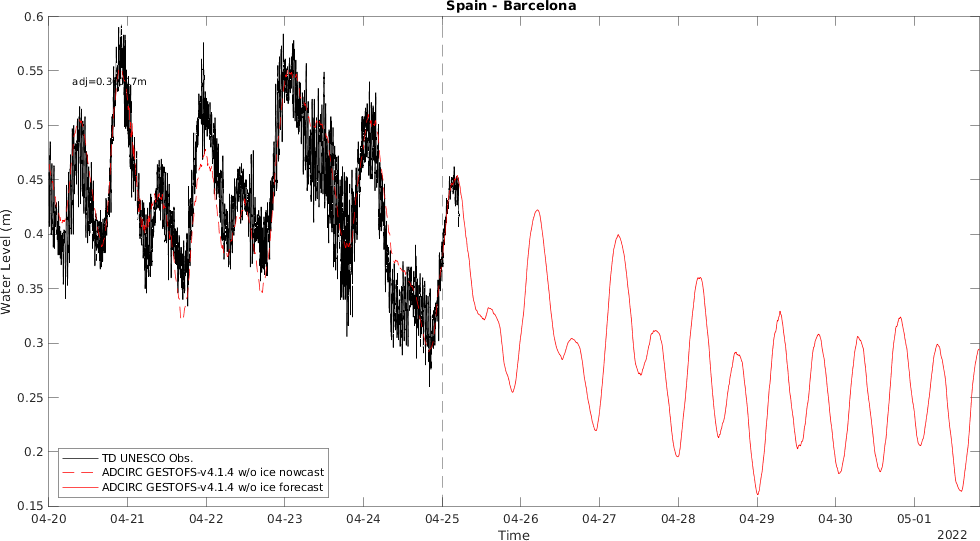 Spain - Barcelona
0.6
0.55
0.5
0.45
0.4
0.35
0.3
0.25
0.2
0.15
Water Level (m)
TD UNESCO Obs.
ADCIRC GESTOFS-v4.1.4 w/o ice nowcast
ADCIRC GESTOFS-v4.1.4 w/o ice forecast
04-20 04-21 04-22 04-23 04-24 04-25 04-26 04-27 04-28 04-29 04-30 05-01
Time
2022